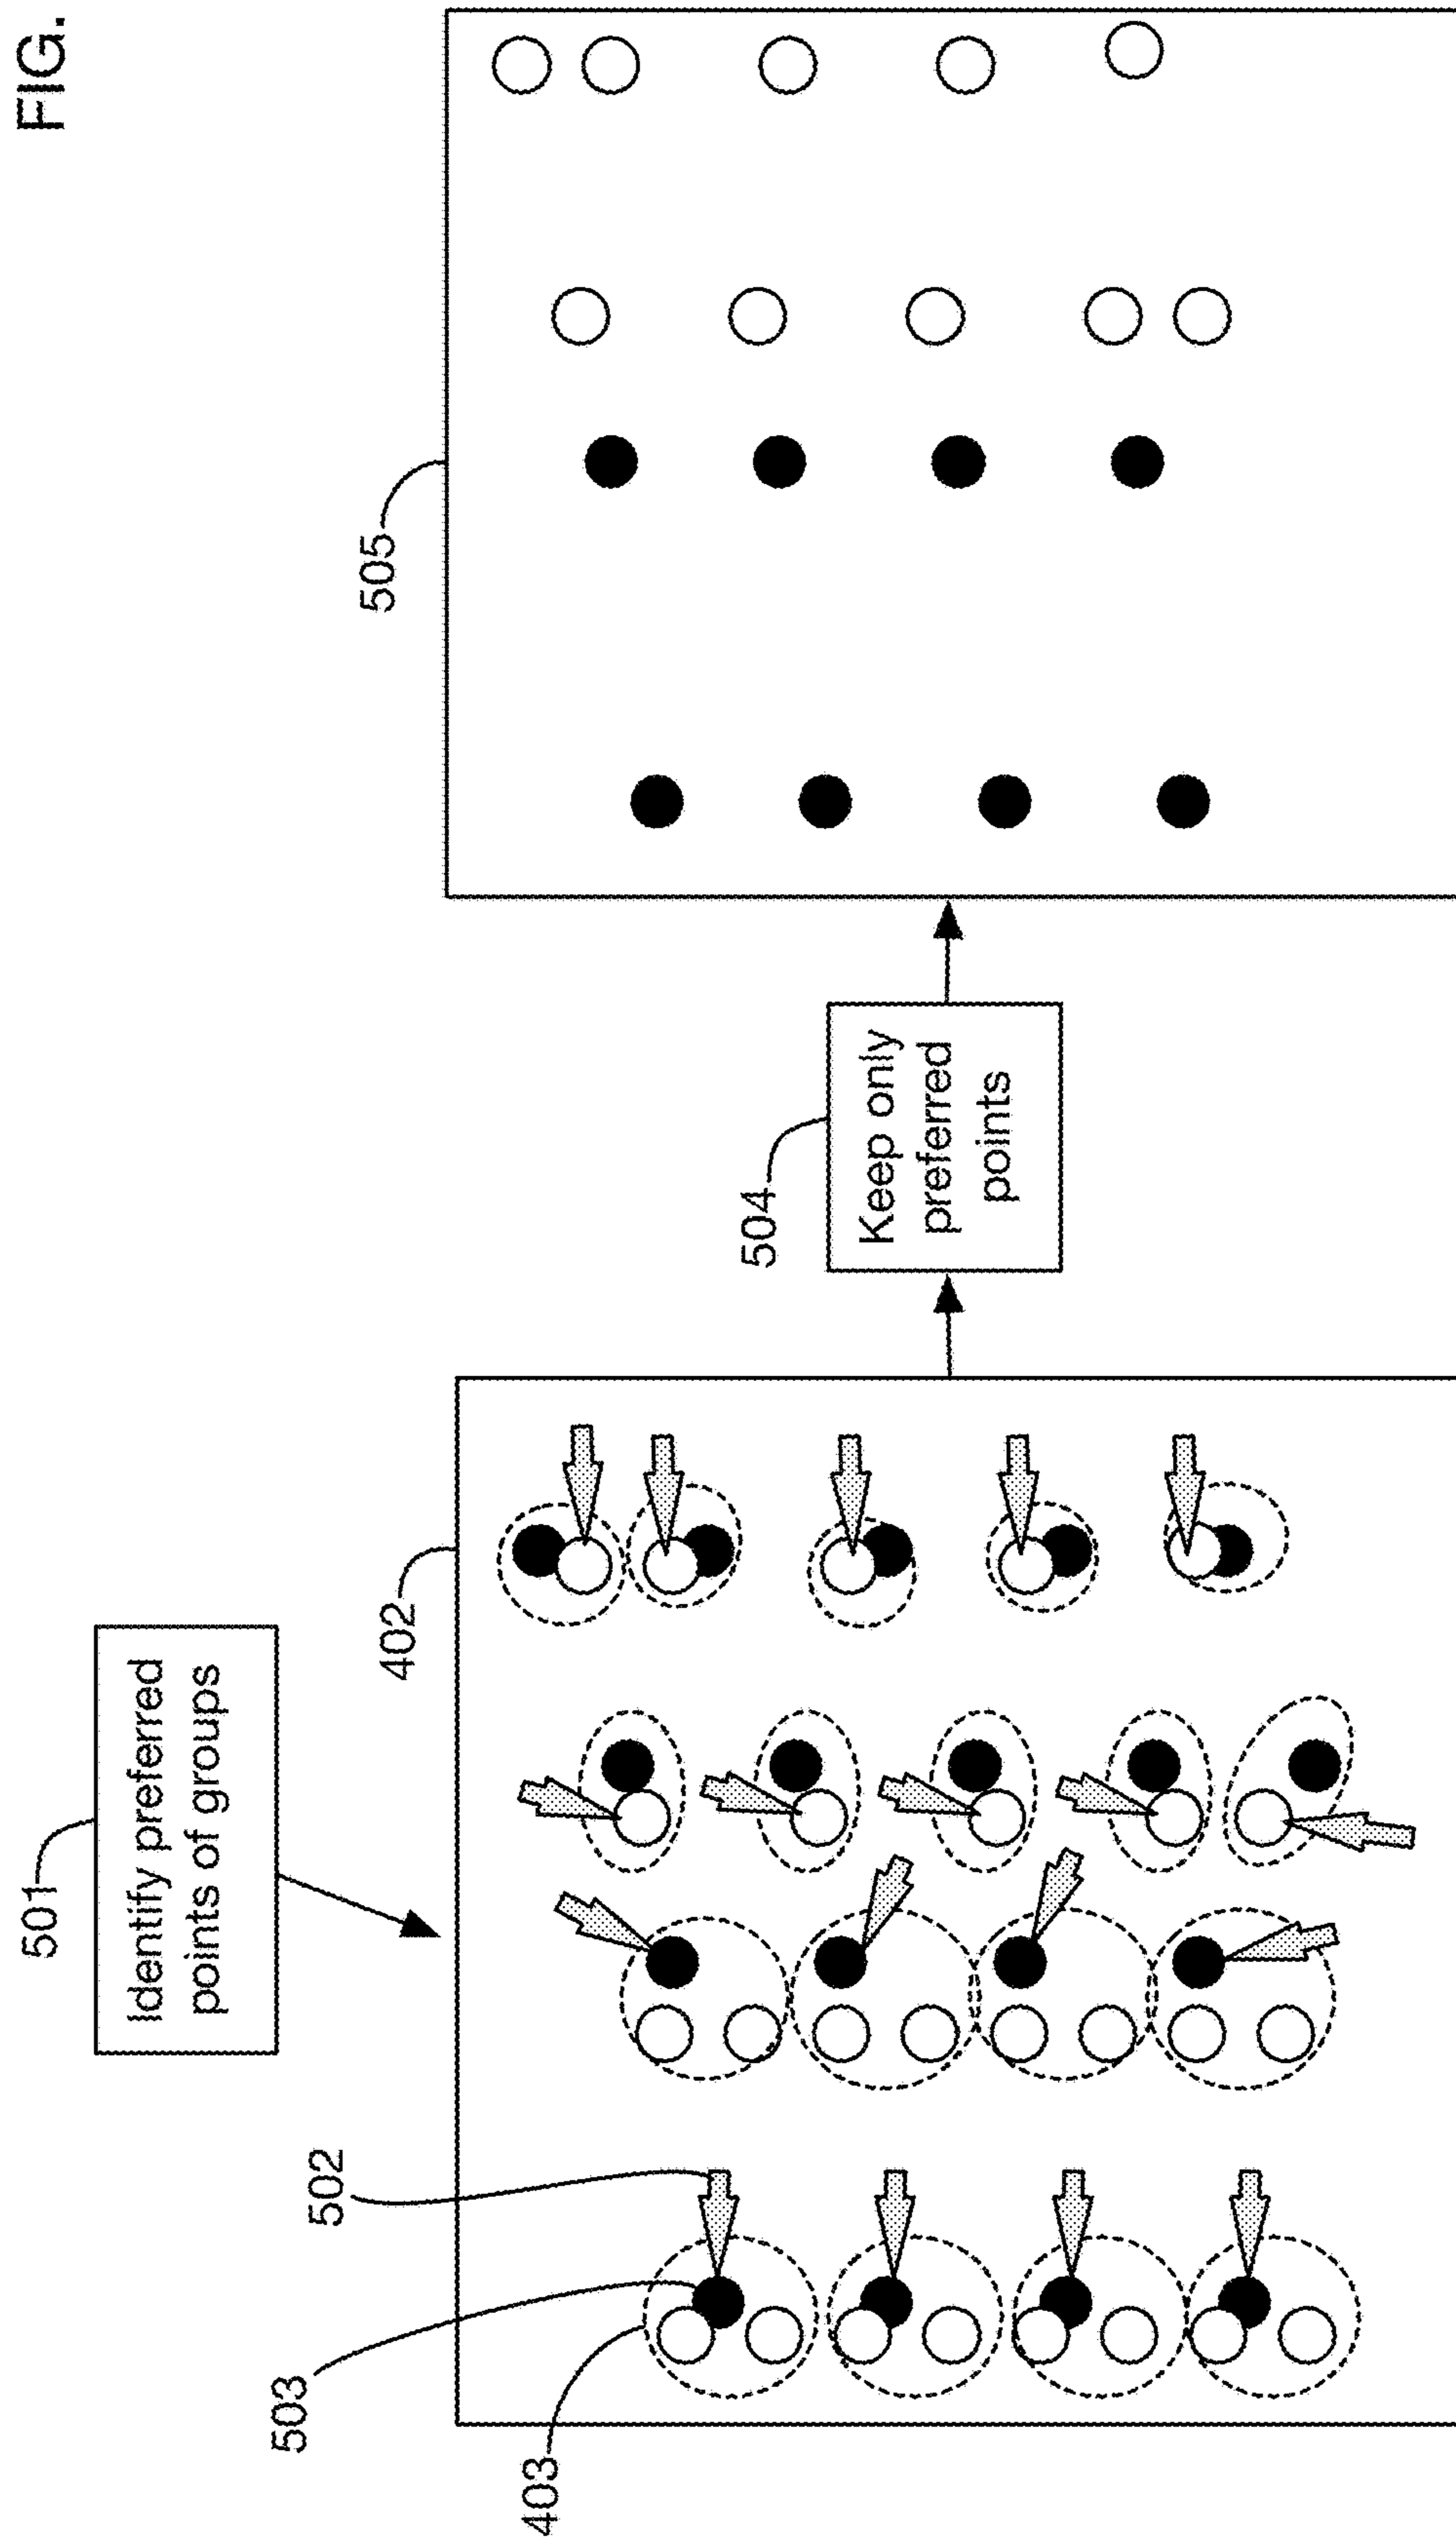 FIG.
501
Identify preferred
points of groups
402
502
503
403
504
Keep only
preferred
points
505